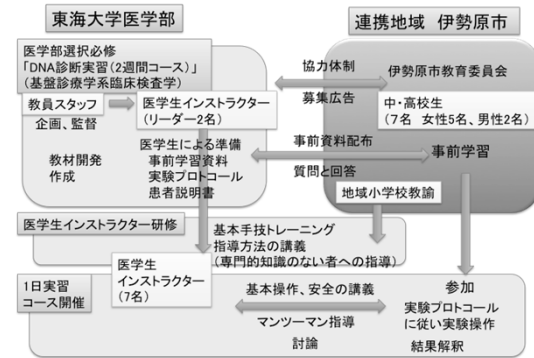 東海大学医学部
連携地域 伊勢原市
医学部選択必修
「DNA診断実習(2週間コース)」
(基盤診療学系臨床検査学)
教員スタッフ
企画、監督
教材開発
作成
医学生インストラクター
(リーダー2名)
医学生による準備
事前学習資料
実験プロトコール
患者説明書
協力体制
募集広告
事前資料配布
質問と回答
伊勢原市教育委員会
中・高校生
(7名 女性5名、男性2名)
事前学習
地域小学校教諭
医学生インストラクター研修
基本手技トレーニング
指導方法の講義
(専門的知識のない者への指導)
医学生
インストラクター
(7名)
1日実習
コース開催
基本操作、安全の講義
マンツーマン指導
討論
参加
実験プロトコール
に従い実験操作
結果解釈